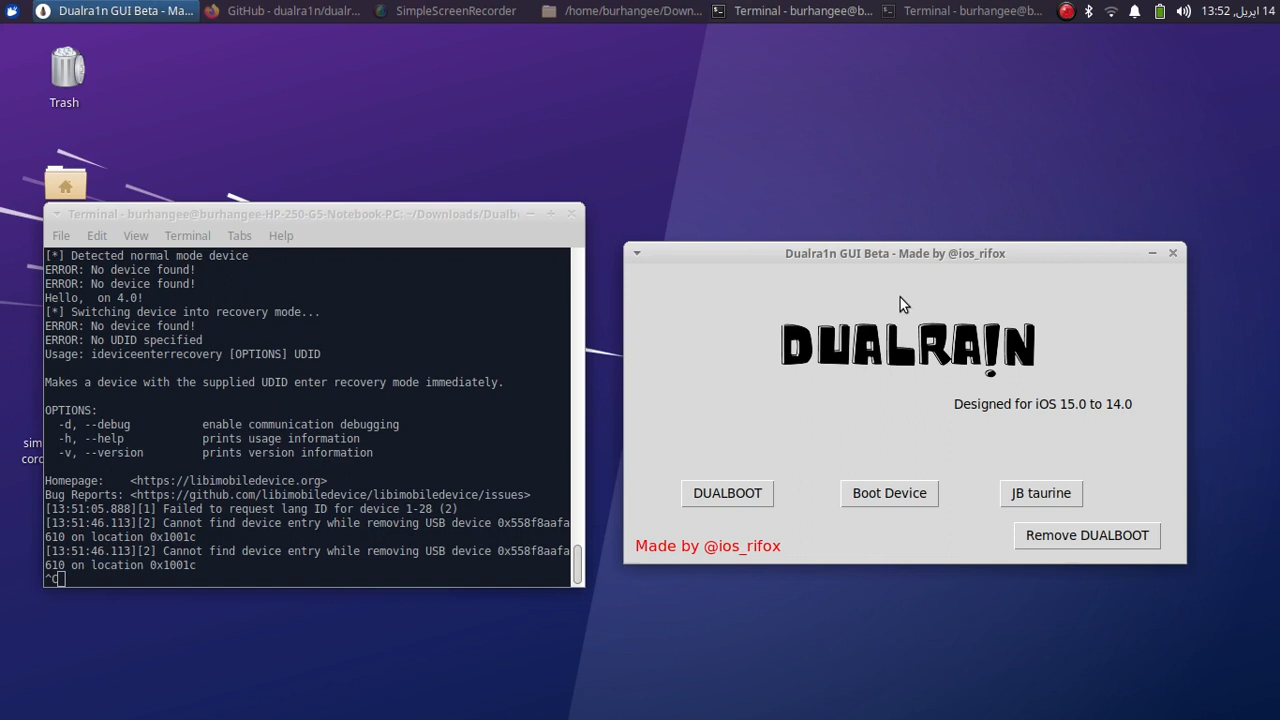 Dualra1n GUI Beta - Ma...
GitHub - dualra1n/dualr...
SimpleScreenRecorder
/home/burhangee/Down...
Terminal - burhangee@b...
Terminal - burhangee@b...
14 اپریل, 13:52
Trash
Terminal - burhangee@burhangee-HP-250-G5-Notebook-PC: ~/Downloads/Dualb
File Edit View Terminal Tabs Help
[*] Detected normal mode device
ERROR: No device found!
ERROR: No device found!
Hello,  on 4.0!
[*] Switching device into recovery mode...
ERROR: No device found!
ERROR: No UDID specified
Usage: ideviceenterrecovery [OPTIONS] UDID
Makes a device with the supplied UDID enter recovery mode immediately.
OPTIONS:
-d, --debug enable communication debugging
-h, --help prints usage information
-v, --version prints version information
Homepage: <https://libimobiledevice.org>
Bug Reports: <https://github.com/libimobiledevice/libimobiledevice/issues>
[13:51:05.888][1] Failed to request lang ID for device 1-28 (2)
[13:51:46.113][2] Cannot find device entry while removing USB device 0x558f8aafa
610 on location 0x1001c
[13:51:46.113][2] Cannot find device entry while removing USB device 0x558f8aafa
610 on location 0x1001c
^C
Dualra1n GUI Beta - Made by @ios_rifox
DUALRA!N
Designed for iOS 15.0 to 14.0
DUALBOOT
Boot Device
JB taurine
Remove DUALBOOT
Made by @ios_rifox